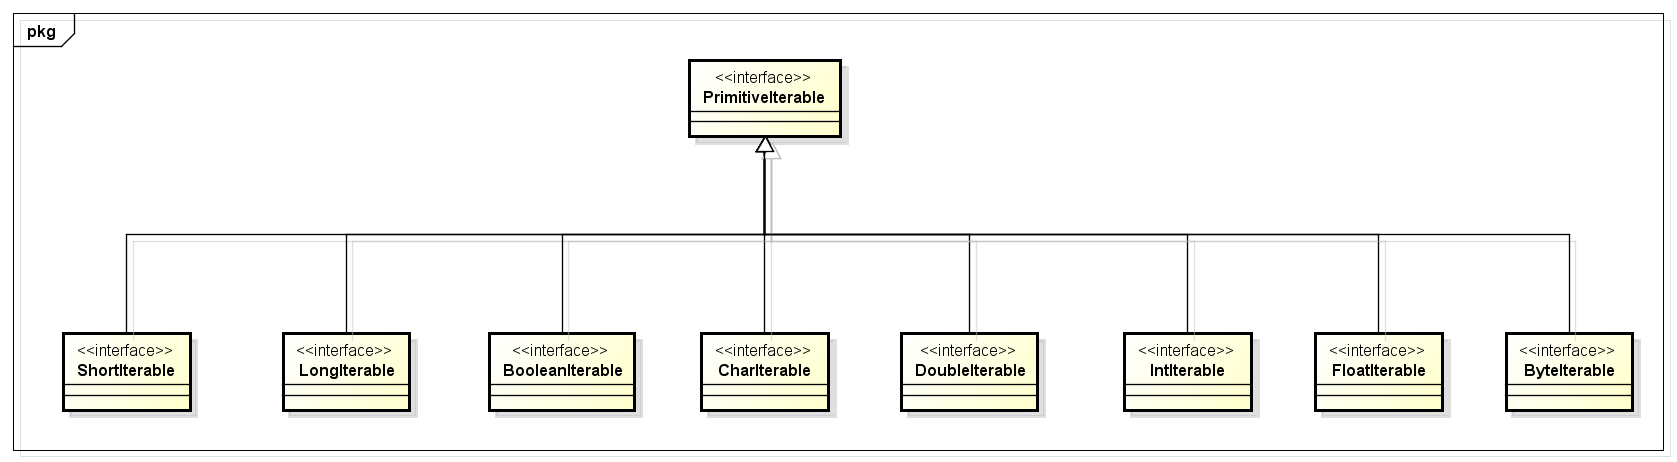 pkg
<<interface>>
PrimitiveIterable
<<interface>>
ShortIterable
<<interface>>
LongIterable
<<interface>>
BooleanIterable
<<interface>>
CharIterable
<<interface>>
DoubleIterable
<<interface>>
IntIterable
<<interface>>
FloatIterable
<<interface>>
ByteIterable